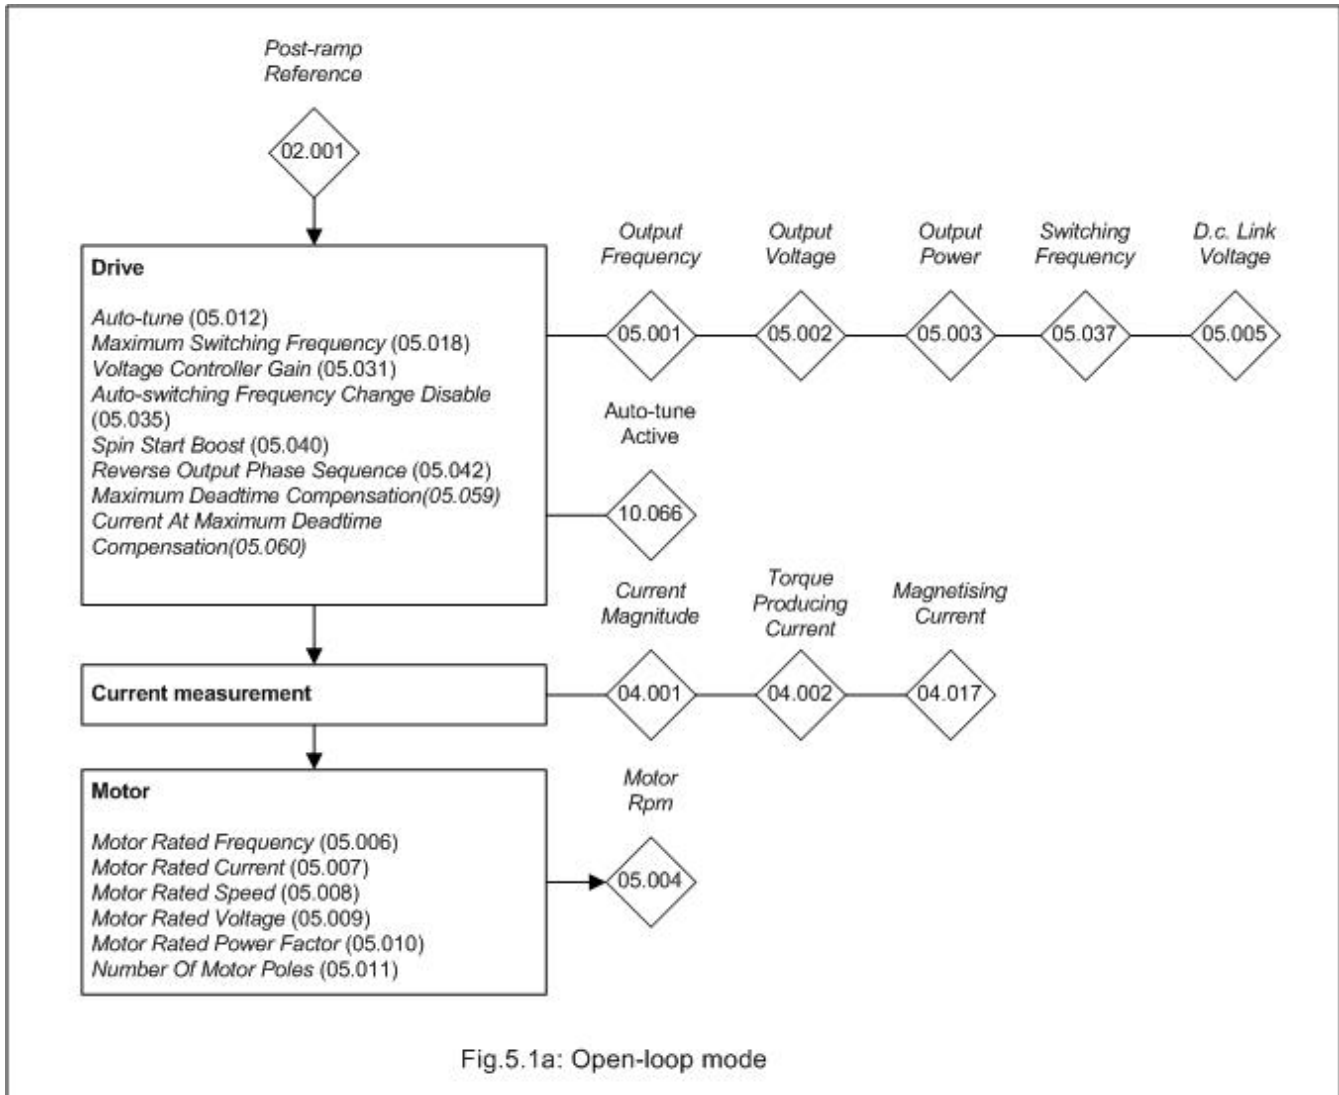 Post-ramp
Reference
02.001
Drive
Auto-tune (05.012)
Maximum Switching Frequency (05.018)
Voltage Controller Gain (05.031)
Auto-switching Frequency Change Disable
(05.035)
Spin Start Boost (05.040)
Reverse Output Phase Sequence (05.042)
Maximum Deadtime Compensation(05.059)
Current At Maximum Deadtime
Compensation(05.060)
Output
Frequency
05.001
Output
Voltage
05.002
Output
Power
05.003
Switching
Frequency
05.037
D.c. Link
Voltage
05.005
Auto-tune
Active
10.066
Current measurement
Current
Magnitude
04.001
Torque
Producing
Current
04.002
Magnetising
Current
04.017
Motor
Motor Rated Frequency (05.006)
Motor Rated Current (05.007)
Motor Rated Speed (05.008)
Motor Rated Voltage (05.009)
Motor Rated Power Factor (05.010)
Number Of Motor Poles (05.011)
Motor
Rpm
05.004
Fig.5.1a: Open-loop mode